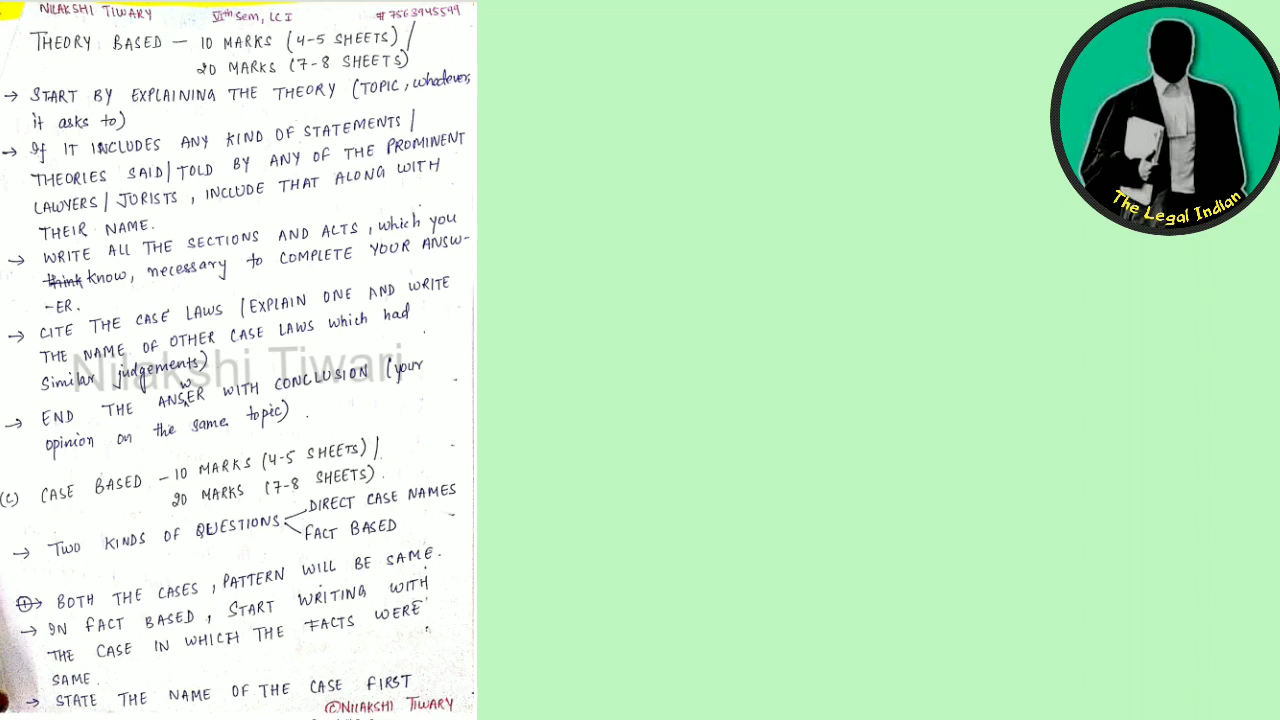 NILAKSHI TIWARY VIth Sem, LC I # 7563945599
THEORY BASED — 10 MARKS (4-5 SHEETS) /
20 MARKS (7-8 SHEETS)
→ START BY EXPLAINING THE THEORY (TOPIC, whatever,
it asks to)
→ If IT INCLUDES ANY KIND OF STATEMENTS /
THEORIES SAID/TOLD BY ANY OF THE PROMINENT
LAWYERS / JURISTS, INCLUDE THAT ALONG WITH
THEIR NAME.
→ WRITE ALL THE SECTIONS AND ACTS, which you
think know, necessary to COMPLETE YOUR ANSW-
-ER.
→ CITE THE CASE LAWS (EXPLAIN ONE AND WRITE
THE NAME OF OTHER CASE LAWS which had
similar judgements)
Nilakshi Tiwari
→ END THE ANSWER WITH CONCLUSION (your
opinion on the same topic).
(C) CASE BASED — 10 MARKS (4-5 SHEETS) /
20 MARKS (7-8 SHEETS).
→ TWO KINDS OF QUESTIONS DIRECT CASE NAMES
FACT BASED
→ BOTH THE CASES, PATTERN WILL BE SAME.
→ IN FACT BASED, START WRITING WITH
THE CASE IN WHICH THE FACTS WERE
SAME.
→ STATE THE NAME OF THE CASE FIRST
©NILAKSHI TIWARY
The Legal Indian